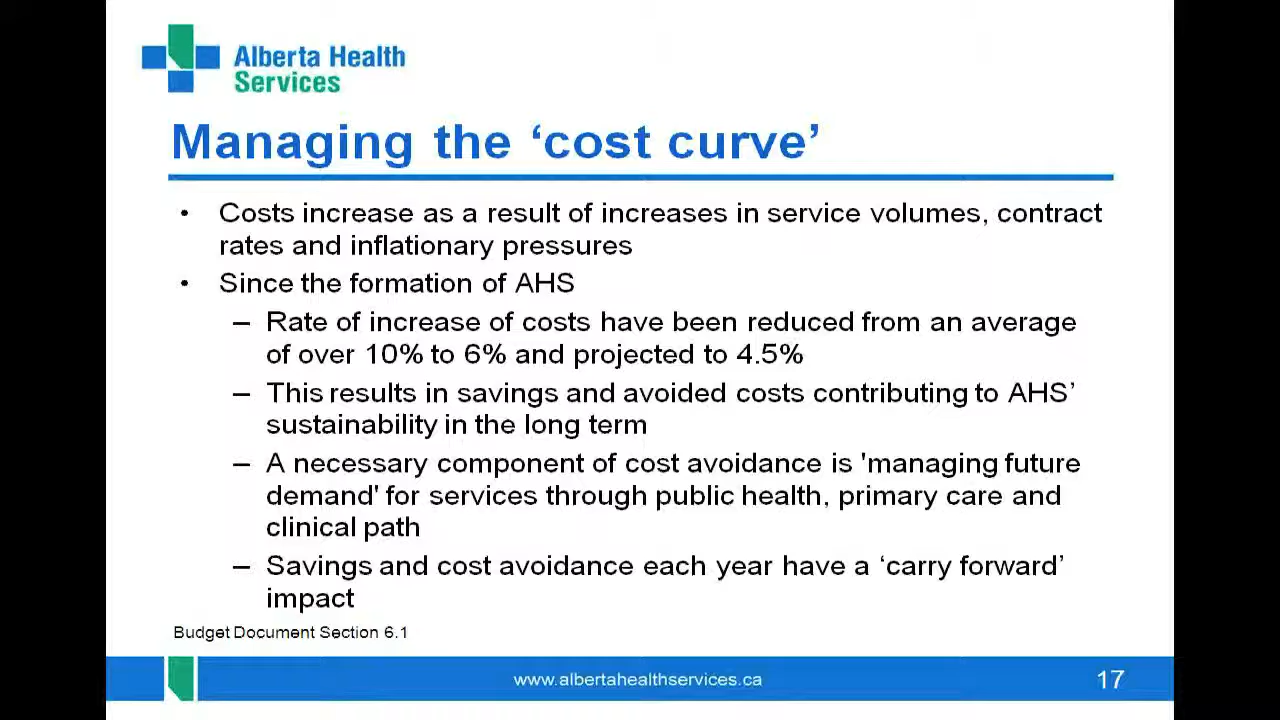 Alberta Health
Services
Managing the ‘cost curve’
• Costs increase as a result of increases in service volumes, contract
rates and inflationary pressures
• Since the formation of AHS
– Rate of increase of costs have been reduced from an average
of over 10% to 6% and projected to 4.5%
– This results in savings and avoided costs contributing to AHS’
sustainability in the long term
– A necessary component of cost avoidance is 'managing future
demand' for services through public health, primary care and
clinical path
– Savings and cost avoidance each year have a ‘carry forward’
impact
Budget Document Section 6.1
www.albertahealthservices.ca
17